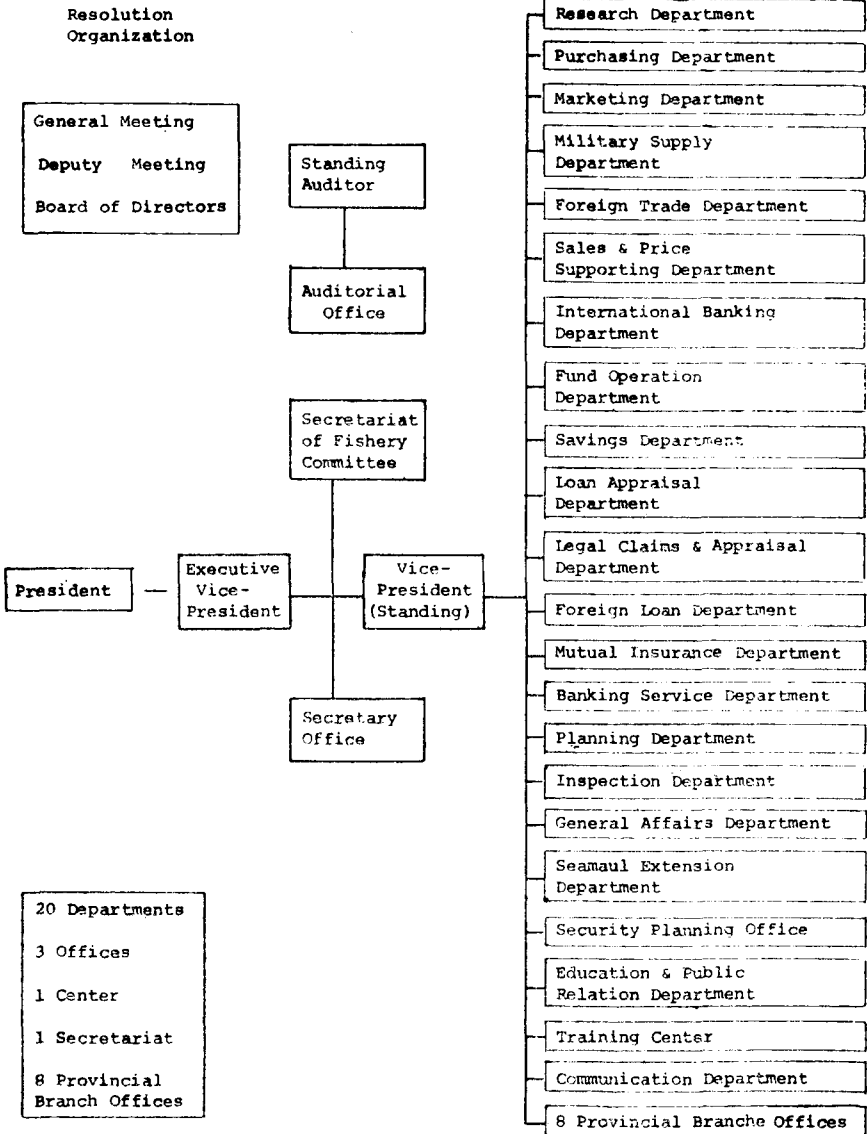 Resolution
Organization
General Meeting
Deputy Meeting
Board of Directors
Standing
Auditor
Auditorial
Office
Secretariat
of Fishery
Committee
President
Executive
Vice-
President
Vice-
President
(Standing)
Secretary
Office
20 Departments
3 Offices
1 Center
1 Secretariat
8 Provincial
Branch Offices
Research Department
Purchasing Department
Marketing Department
Military Supply
Department
Foreign Trade Department
Sales & Price
Supporting Department
International Banking
Department
Fund Operation
Department
Savings Department
Loan Appraisal
Department
Legal Claims & Appraisal
Department
Foreign Loan Department
Mutual Insurance Department
Banking Service Department
Planning Department
Inspection Department
General Affairs Department
Seamaul Extension
Department
Security Planning Office
Education & Public
Relation Department
Training Center
Communication Department
8 Provincial Branche Offices